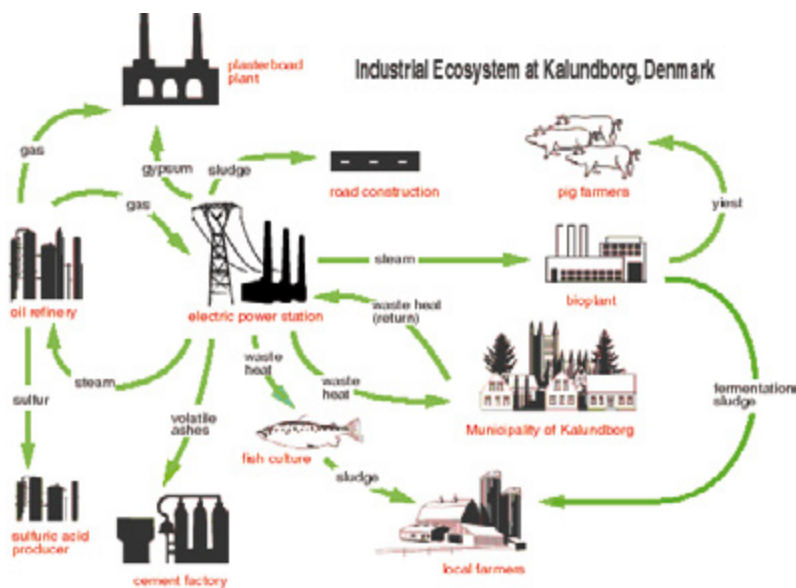 Industrial Ecosystem at Kalundborg, Denmark
plasterboad
plant
gas
gypsum
sludge
road construction
pig farmers
gas
yiest
oil refinery
electric power station
steam
bioplant
waste heat
(return)
steam
waste
heat
waste
heat
fermentation
sludge
sulfur
volatile
ashes
fish culture
Municipality of Kalundborg
sludge
sulfuric acid
producer
cement factory
local farmers